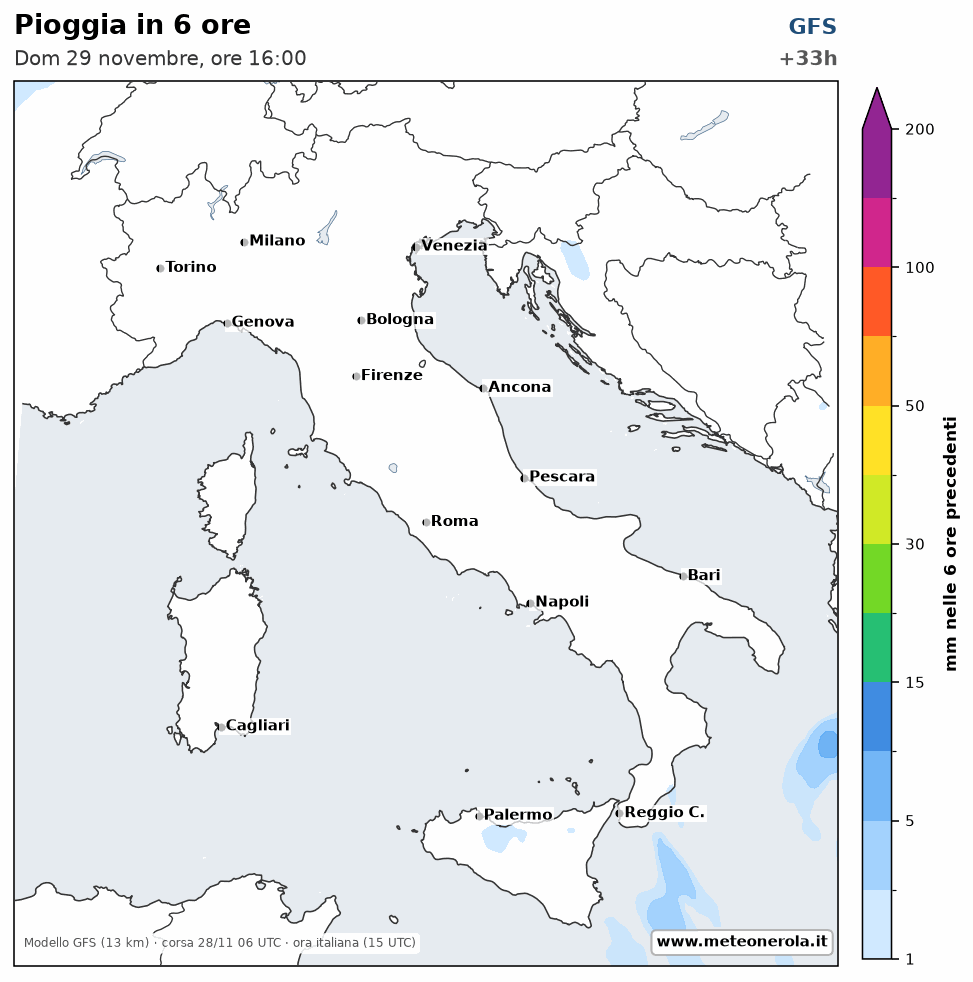 Pioggia in 6 ore
GFS
Dom 29 novembre, ore 16:00
+33h
Milano
Venezia
Torino
Genova
Bologna
Firenze
Ancona
Pescara
Roma
Bari
Napoli
Cagliari
Palermo
Reggio C.
200
100
50
30
15
5
1
mm nelle 6 ore precedenti
Modello GFS (13 km) · corsa 28/11 06 UTC · ora italiana (15 UTC)
www.meteonerola.it